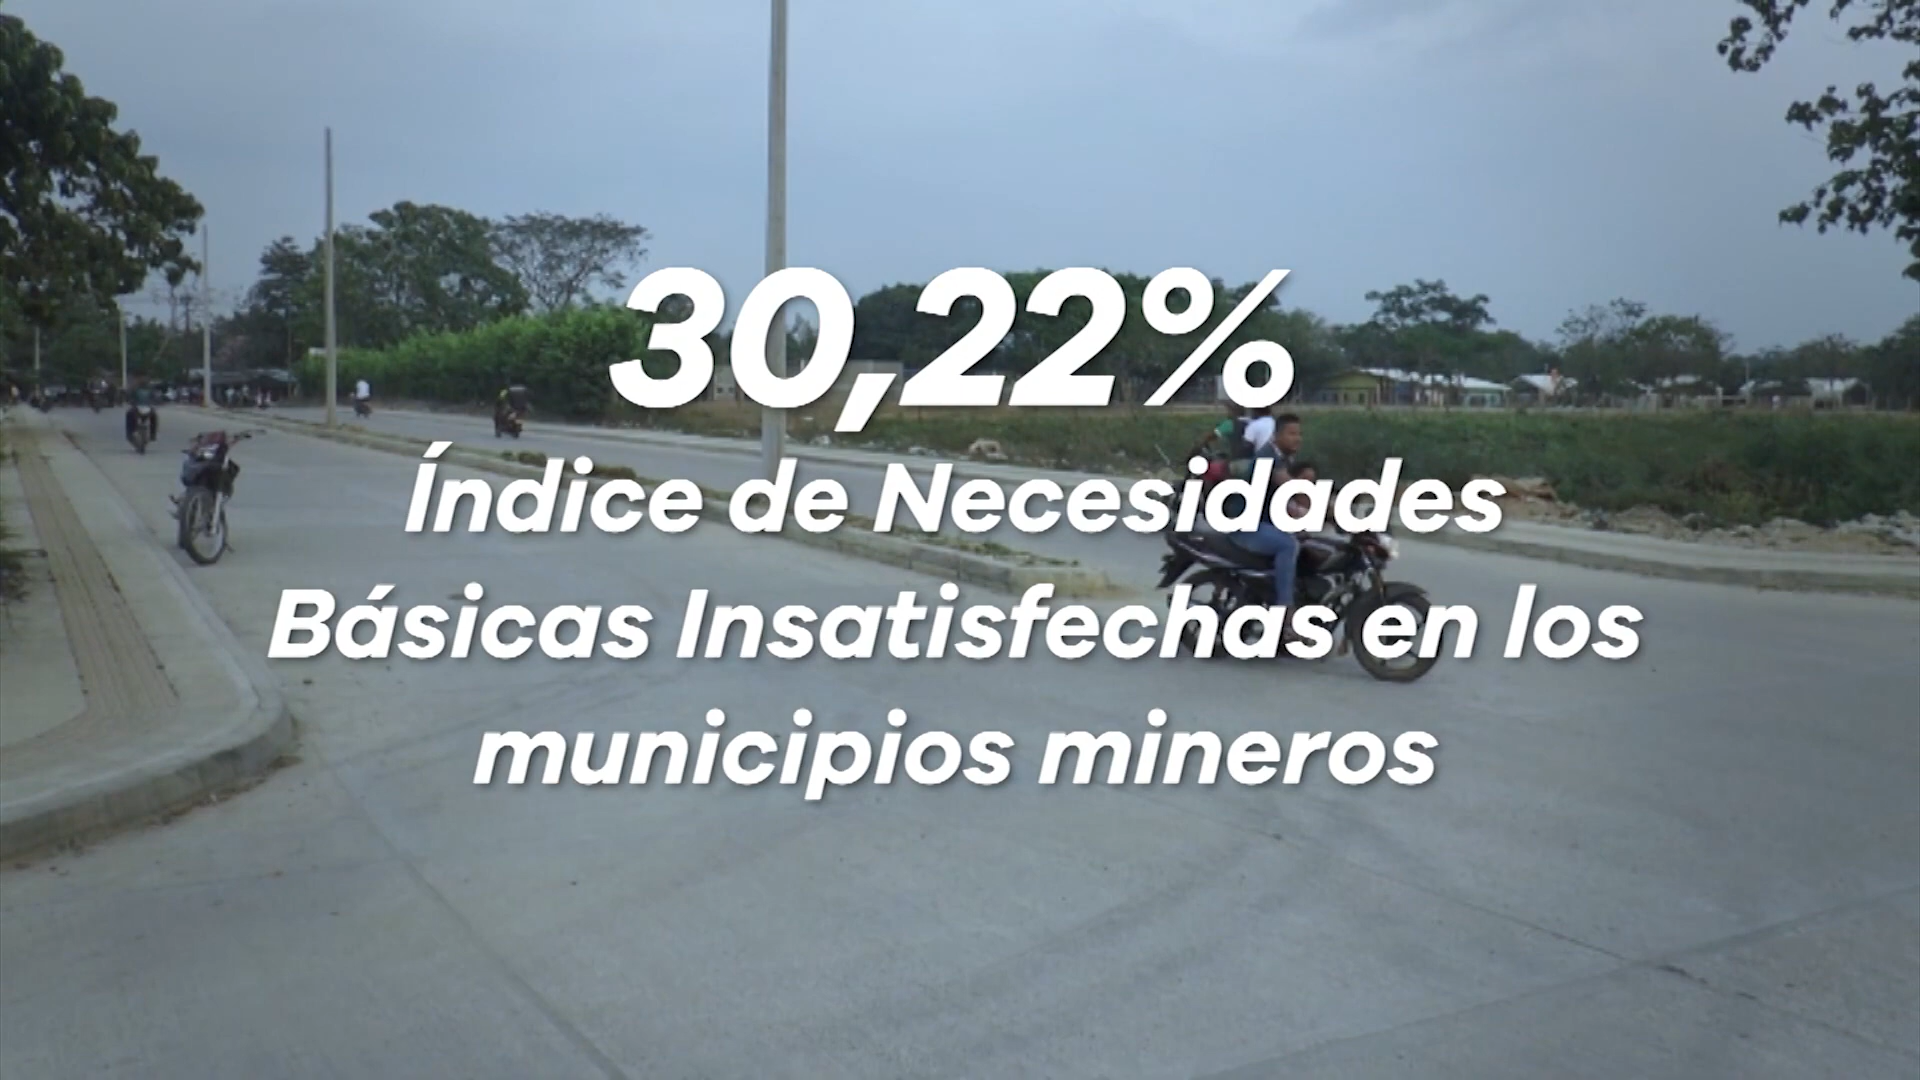 30,22%
Índice de Necesidades
Básicas Insatisfechas en los
municipios mineros